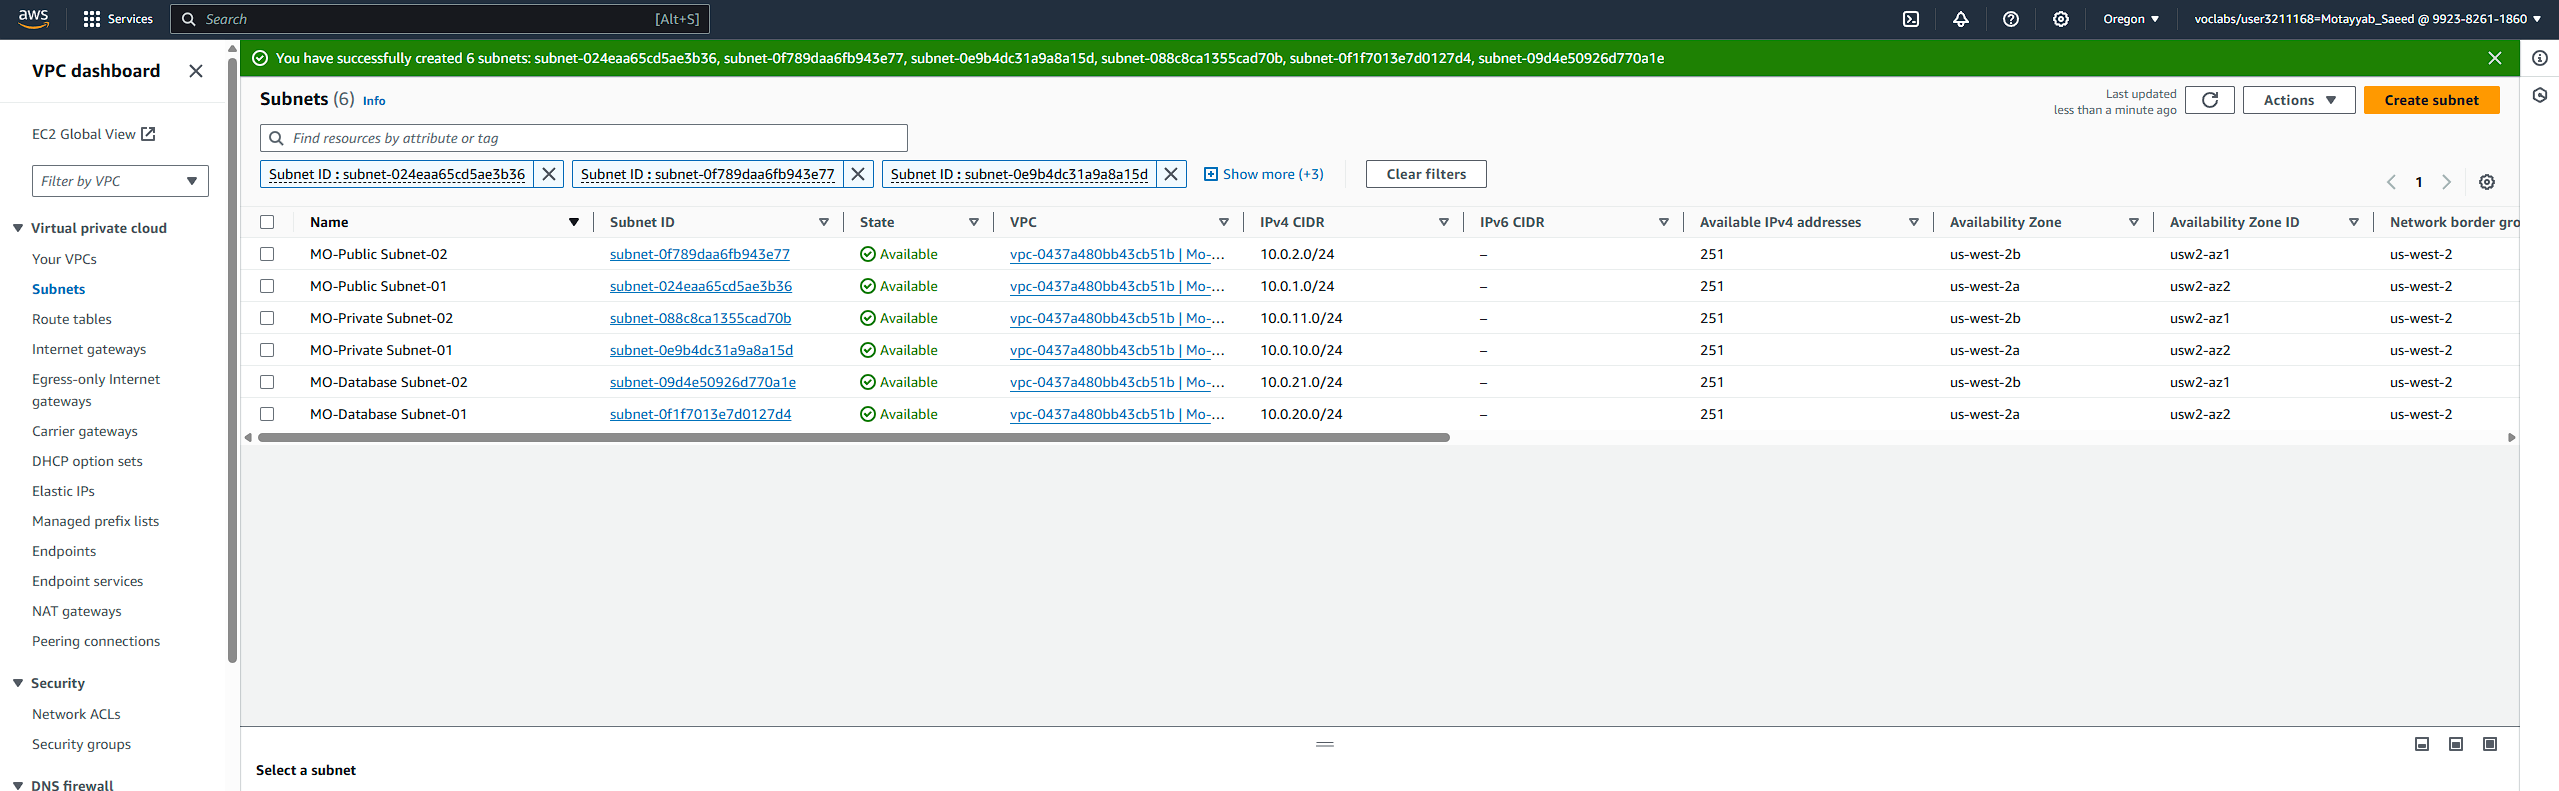 aws Services Search [Alt+S] Oregon ▼ voclabs/user3211168=Motayyab_Saeed @ 9923-8261-1860 ▼
VPC dashboard
EC2 Global View
Filter by VPC
Virtual private cloud
Your VPCs
Subnets
Route tables
Internet gateways
Egress-only Internet
gateways
Carrier gateways
DHCP option sets
Elastic IPs
Managed prefix lists
Endpoints
Endpoint services
NAT gateways
Peering connections
Security
Network ACLs
Security groups
DNS firewall
You have successfully created 6 subnets: subnet-024eaa65cd5ae3b36, subnet-0f789daa6fb943e77, subnet-0e9b4dc31a9a8a15d, subnet-088c8ca1355cad70b, subnet-0f1f7013e7d0127d4, subnet-09d4e50926d770a1e
Subnets (6) Info
Last updated
less than a minute ago
Actions
Create subnet
Find resources by attribute or tag
Subnet ID : subnet-024eaa65cd5ae3b36 Subnet ID : subnet-0f789daa6fb943e77 Subnet ID : subnet-0e9b4dc31a9a8a15d Show more (+3) Clear filters
1
Name Subnet ID State VPC IPv4 CIDR IPv6 CIDR Available IPv4 addresses Availability Zone Availability Zone ID Network border gro
MO-Public Subnet-02 subnet-0f789daa6fb943e77 Available vpc-0437a480bb43cb51b | Mo-... 10.0.2.0/24 – 251 us-west-2b usw2-az1 us-west-2
MO-Public Subnet-01 subnet-024eaa65cd5ae3b36 Available vpc-0437a480bb43cb51b | Mo-... 10.0.1.0/24 – 251 us-west-2a usw2-az2 us-west-2
MO-Private Subnet-02 subnet-088c8ca1355cad70b Available vpc-0437a480bb43cb51b | Mo-... 10.0.11.0/24 – 251 us-west-2b usw2-az1 us-west-2
MO-Private Subnet-01 subnet-0e9b4dc31a9a8a15d Available vpc-0437a480bb43cb51b | Mo-... 10.0.10.0/24 – 251 us-west-2a usw2-az2 us-west-2
MO-Database Subnet-02 subnet-09d4e50926d770a1e Available vpc-0437a480bb43cb51b | Mo-... 10.0.21.0/24 – 251 us-west-2b usw2-az1 us-west-2
MO-Database Subnet-01 subnet-0f1f7013e7d0127d4 Available vpc-0437a480bb43cb51b | Mo-... 10.0.20.0/24 – 251 us-west-2a usw2-az2 us-west-2
Select a subnet